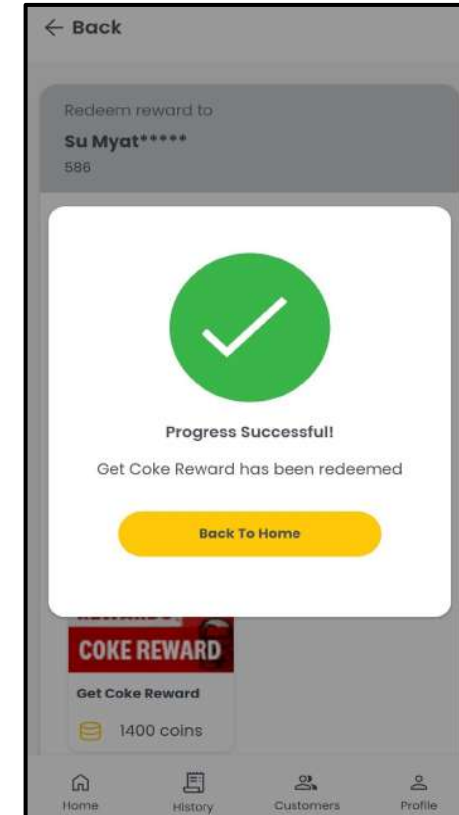 Back
Redeem reward to
Su Myat*****
586
Progress Successful!
Get Coke Reward has been redeemed
Back To Home
COKE REWARD
Get Coke Reward
1400 coins
Home History Customers Profile